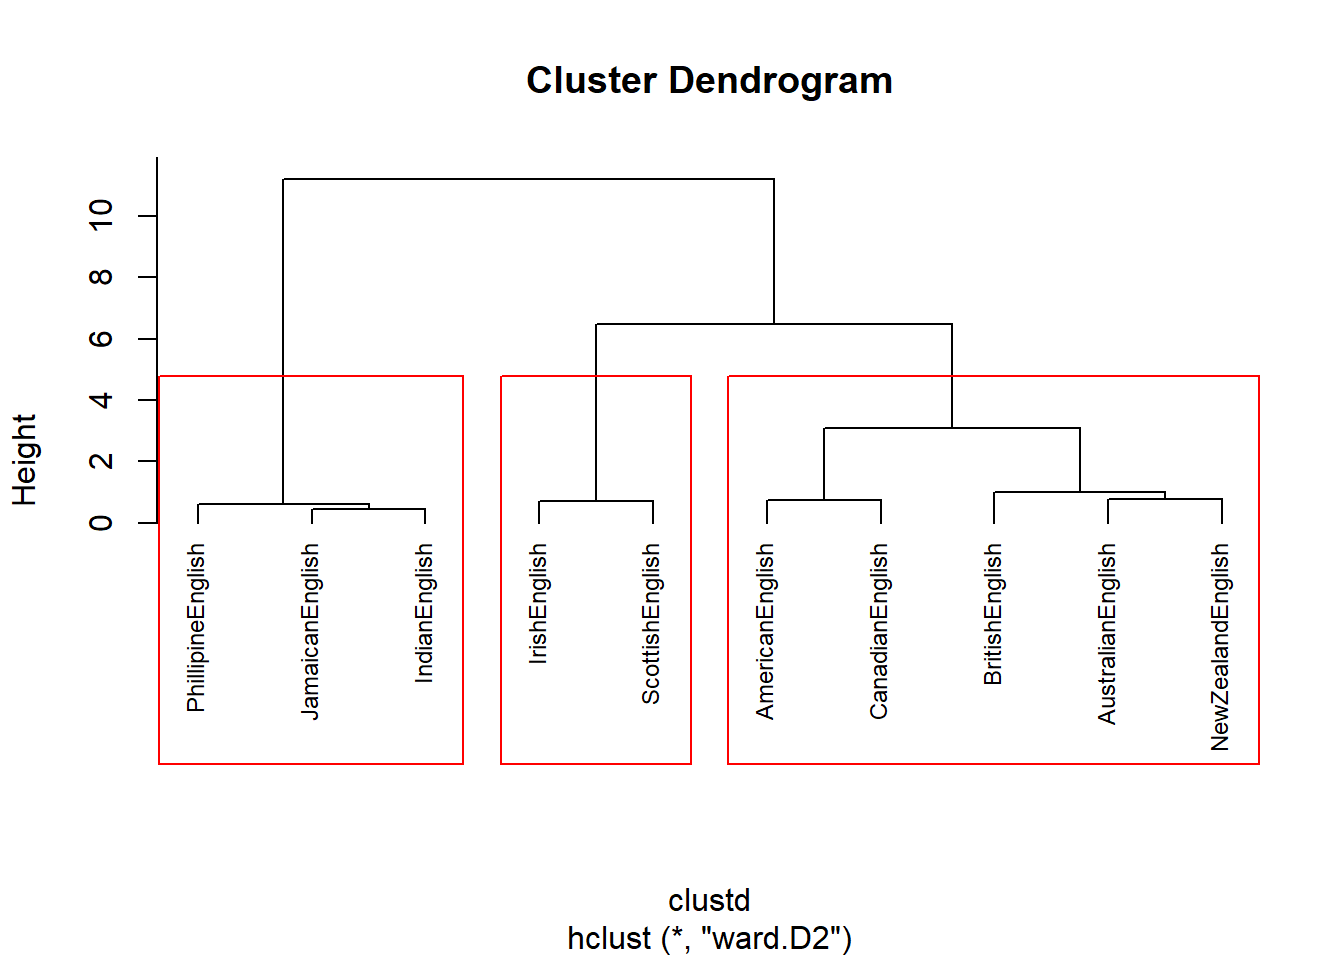 Cluster Dendrogram
Height
10
8
6
4
2
0
PhillipineEnglish
JamaicanEnglish
IndianEnglish
IrishEnglish
ScottishEnglish
AmericanEnglish
CanadianEnglish
BritishEnglish
AustralianEnglish
NewZealandEnglish
clustd
hclust (*, "ward.D2")